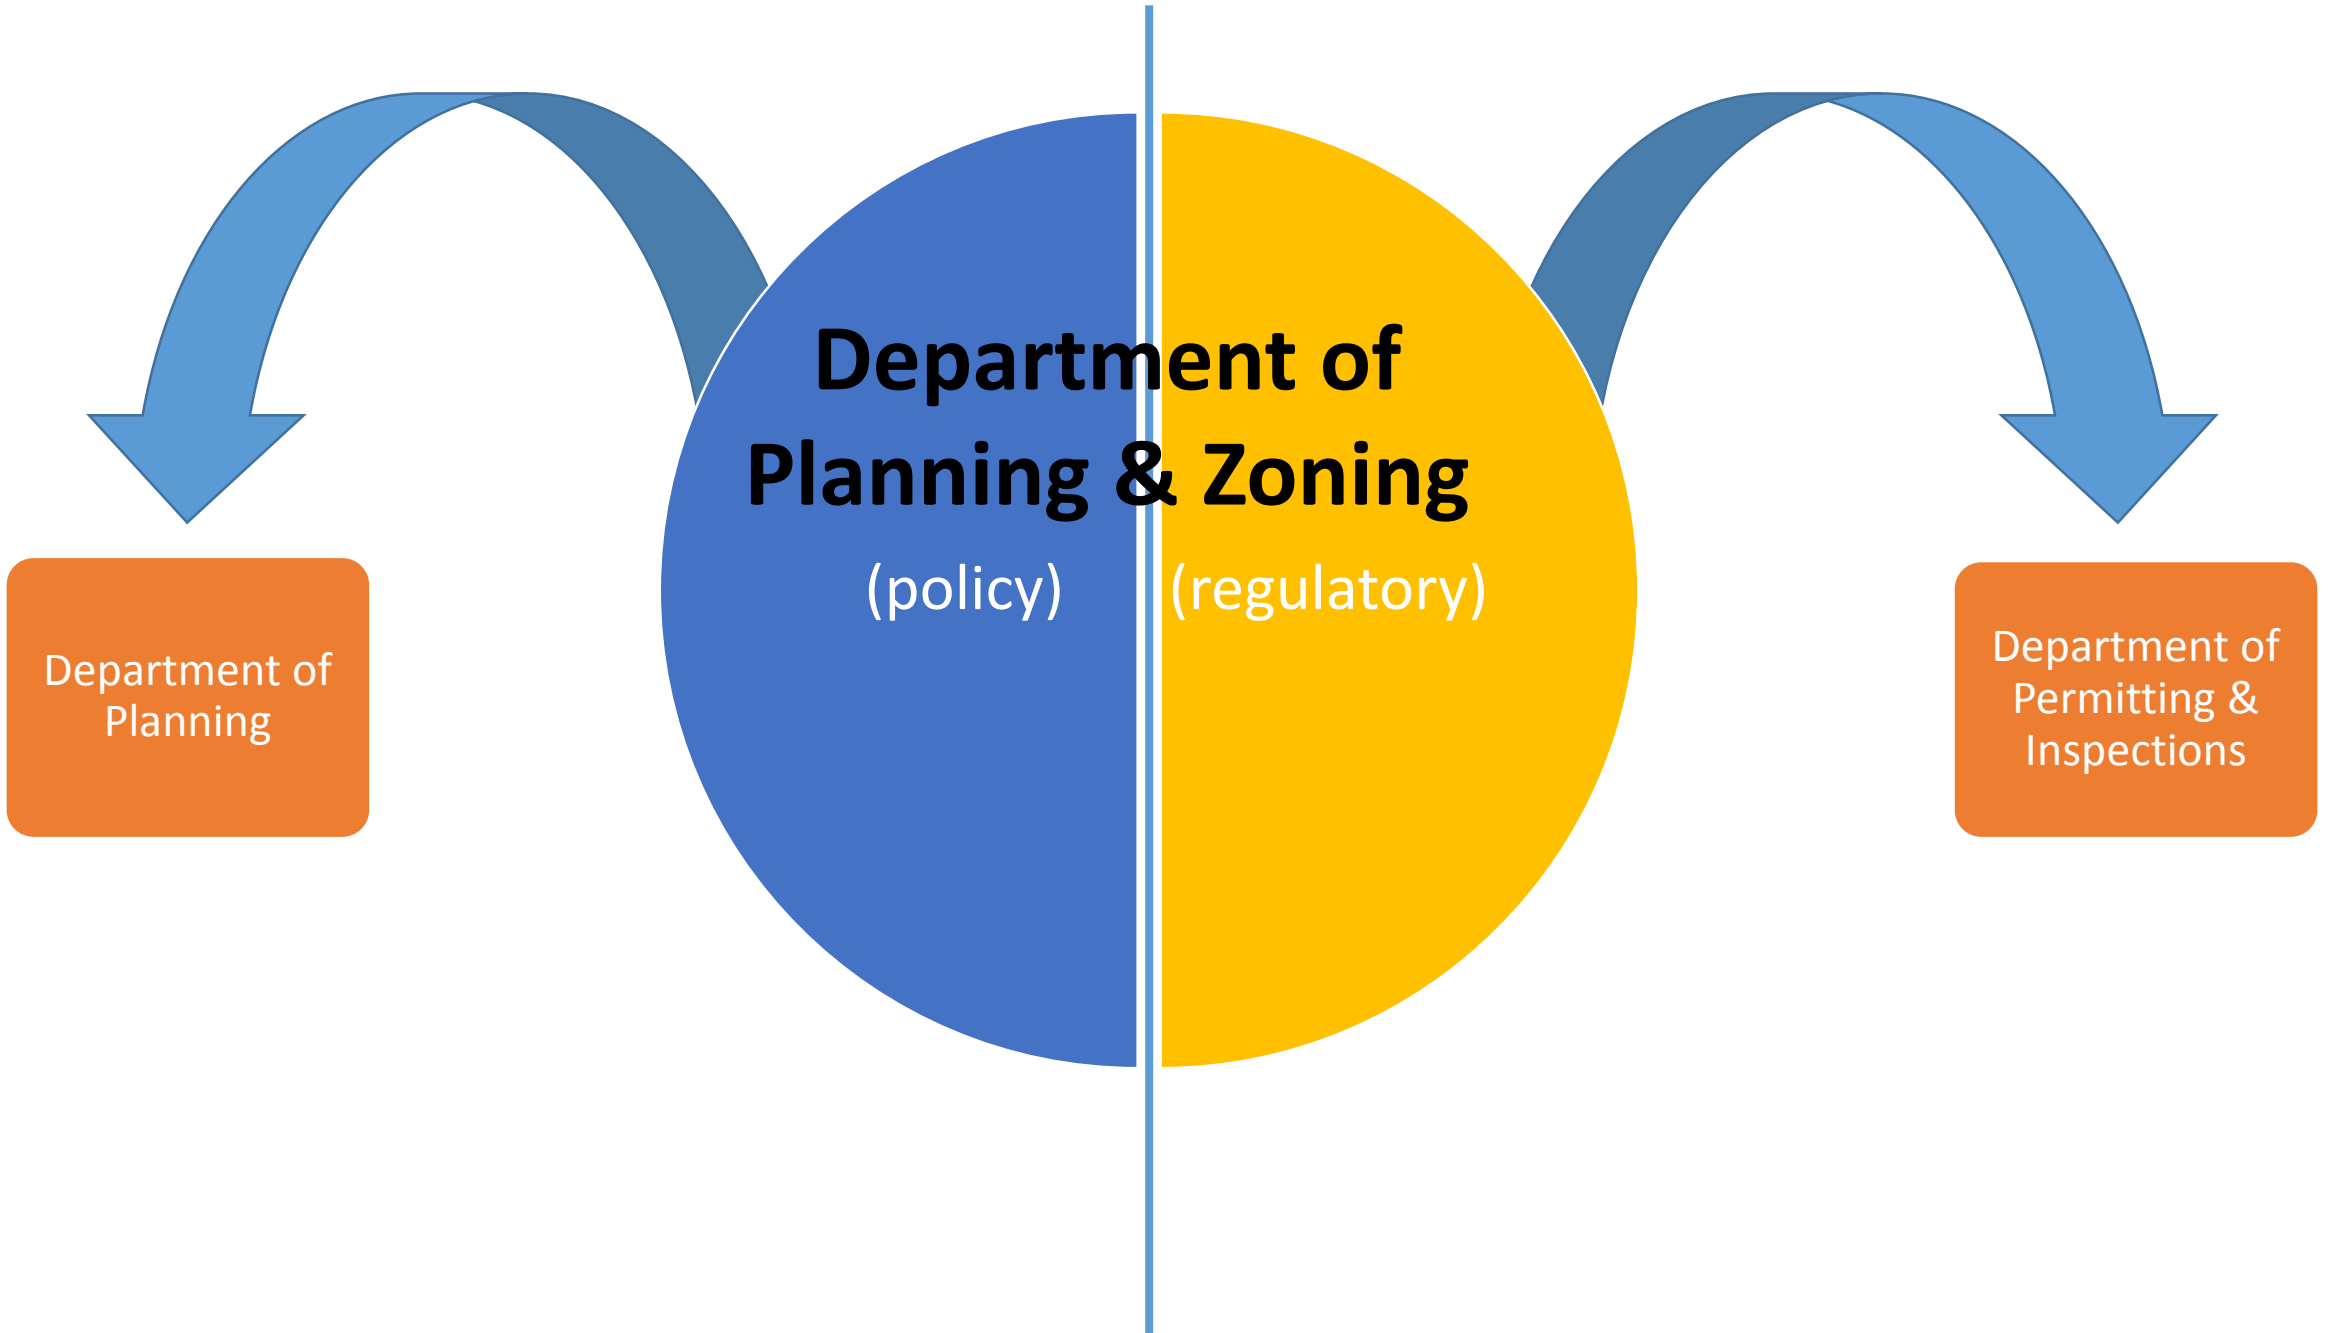 Department of
Planning & Zoning
(policy)
(regulatory)
Department of
Planning
Department of
Permitting &
Inspections